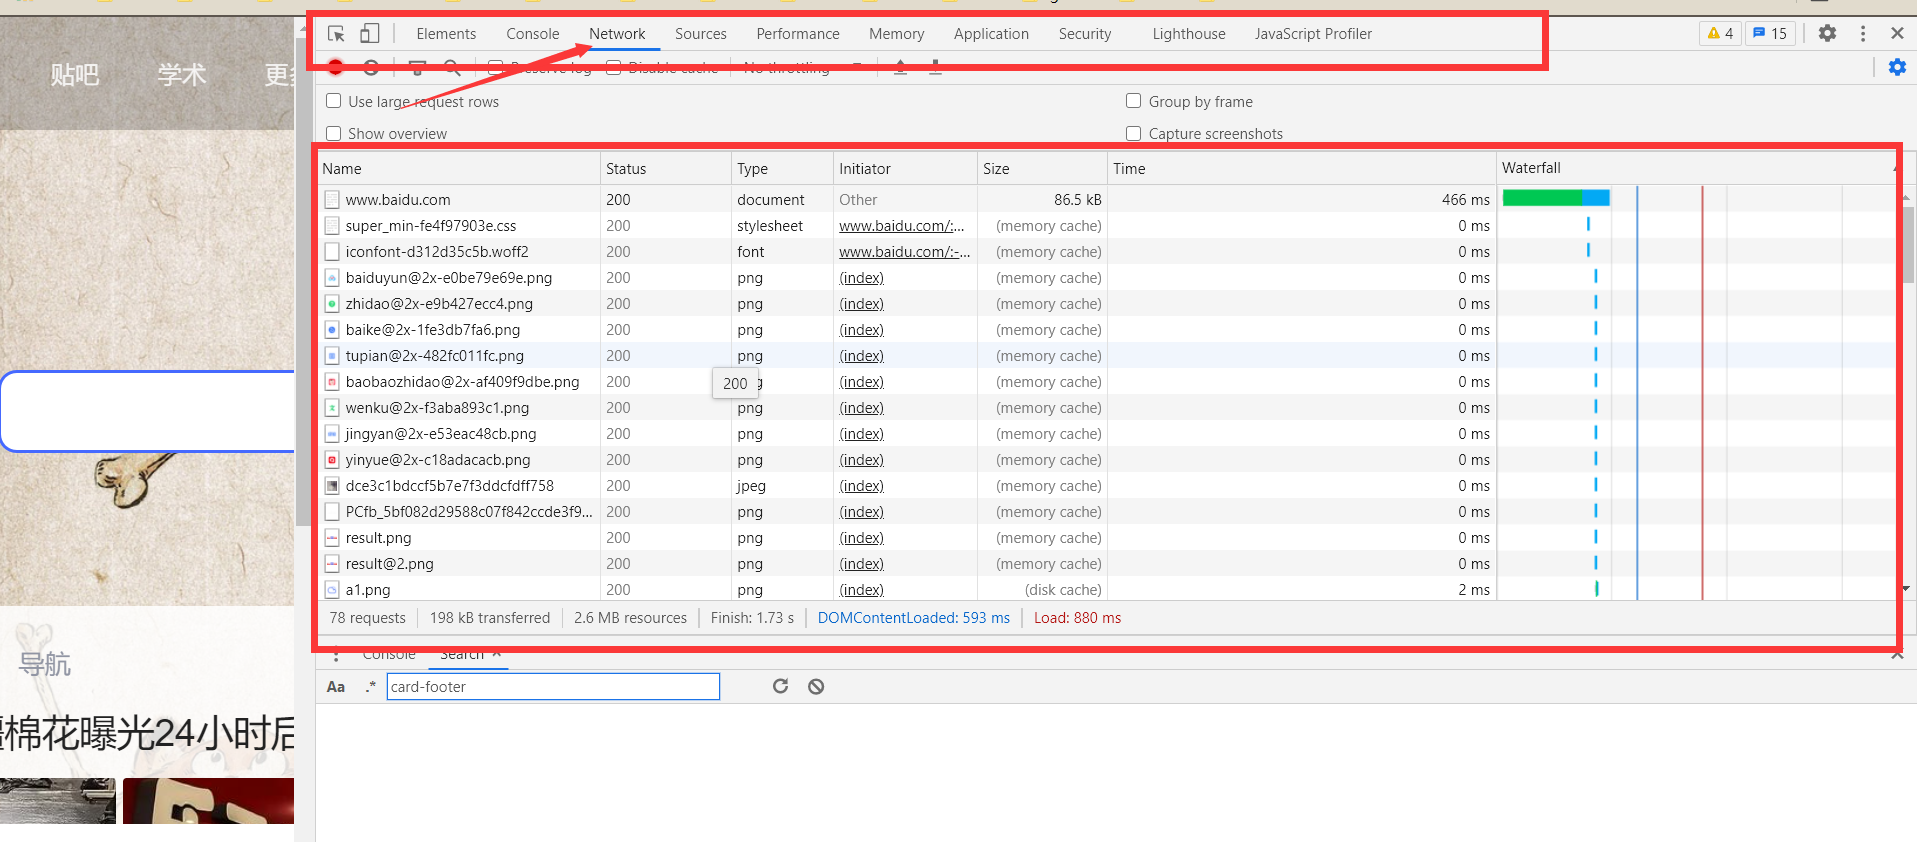 贴吧 学术 更多
Elements Console Network Sources Performance Memory Application Security Lighthouse JavaScript Profiler 4 15
Preserve log Disable cache No throttling
Use large request rows Group by frame
Show overview Capture screenshots
Name Status Type Initiator Size Time Waterfall
www.baidu.com 200 document Other 86.5 kB 466 ms
super_min-fe4f97903e.css 200 stylesheet www.baidu.com/:... (memory cache) 0 ms
iconfont-d312d35c5b.woff2 200 font www.baidu.com/:-... (memory cache) 0 ms
baiduyun@2x-e0be79e69e.png 200 png (index) (memory cache) 0 ms
zhidao@2x-e9b427ecc4.png 200 png (index) (memory cache) 0 ms
baike@2x-1fe3db7fa6.png 200 png (index) (memory cache) 0 ms
tupian@2x-482fc011fc.png 200 png (index) (memory cache) 0 ms
baobaozhidao@2x-af409f9dbe.png 200 (index) (memory cache) 0 ms
200
wenku@2x-f3aba893c1.png 200 png (index) (memory cache) 0 ms
jingyan@2x-e53eac48cb.png 200 png (index) (memory cache) 0 ms
yinyue@2x-c18adacacb.png 200 png (index) (memory cache) 0 ms
dce3c1bdccf5b7e7f3ddcfdff758 200 jpeg (index) (memory cache) 0 ms
PCfb_5bf082d29588c07f842ccde3f9... 200 png (index) (memory cache) 0 ms
result.png 200 png (index) (memory cache) 0 ms
result@2.png 200 png (index) (memory cache) 0 ms
a1.png 200 png (index) (disk cache) 2 ms
78 requests 198 kB transferred 2.6 MB resources Finish: 1.73 s DOMContentLoaded: 593 ms Load: 880 ms
Console Search
导航
Aa .* card-footer
棉花曝光24小时后